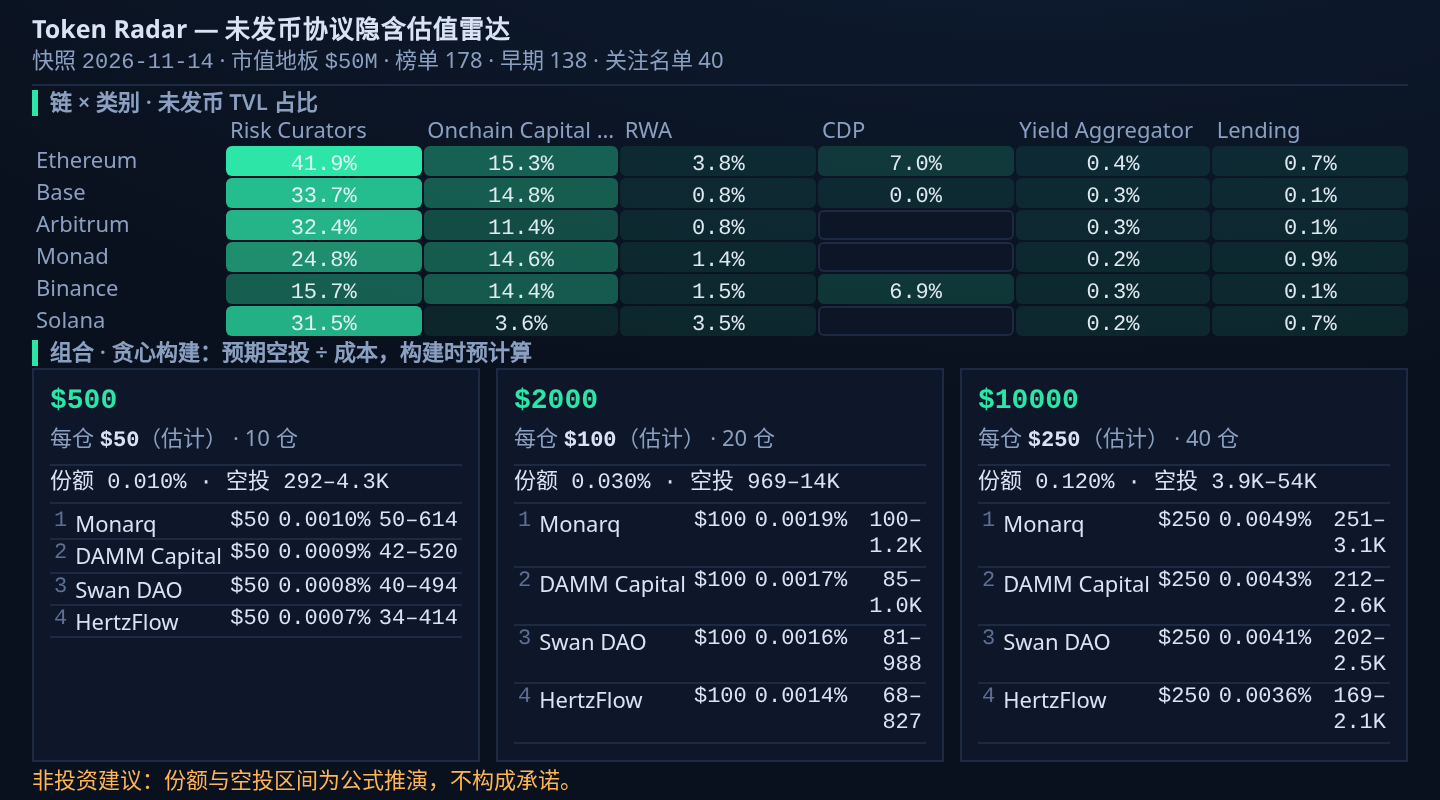 Token Radar — 未发币协议隐含估值雷达
快照 2026-11-14 · 市值地板 $50M · 榜单 178 · 早期 138 · 关注名单 40
链 × 类别 · 未发币 TVL 占比
Risk Curators Onchain Capital ... RWA CDP Yield Aggregator Lending
Ethereum 41.9% 15.3% 3.8% 7.0% 0.4% 0.7%
Base 33.7% 14.8% 0.8% 0.0% 0.3% 0.1%
Arbitrum 32.4% 11.4% 0.8% 0.3% 0.1%
Monad 24.8% 14.6% 1.4% 0.2% 0.9%
Binance 15.7% 14.4% 1.5% 6.9% 0.3% 0.1%
Solana 31.5% 3.6% 3.5% 0.2% 0.7%
组合 · 贪心构建：预期空投 ÷ 成本，构建时预计算
$500
每仓 $50（估计） · 10 仓
份额 0.010% · 空投 292–4.3K
1 Monarq $50 0.0010% 50–614
2 DAMM Capital $50 0.0009% 42–520
3 Swan DAO $50 0.0008% 40–494
4 HertzFlow $50 0.0007% 34–414
$2000
每仓 $100（估计） · 20 仓
份额 0.030% · 空投 969–14K
1 Monarq $100 0.0019% 100–
1.2K
2 DAMM Capital $100 0.0017% 85–
1.0K
3 Swan DAO $100 0.0016% 81–
988
4 HertzFlow $100 0.0014% 68–
827
$10000
每仓 $250（估计） · 40 仓
份额 0.120% · 空投 3.9K–54K
1 Monarq $250 0.0049% 251–
3.1K
2 DAMM Capital $250 0.0043% 212–
2.6K
3 Swan DAO $250 0.0041% 202–
2.5K
4 HertzFlow $250 0.0036% 169–
2.1K
非投资建议：份额与空投区间为公式推演，不构成承诺。